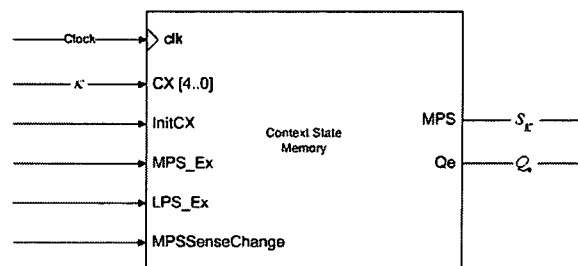 Clock clk
κ CX [4..0]
InitCX
MPS S_κ
Context State
Memory
MPS_Ex
Qe Q_e
LPS_Ex
MPSSenseChange